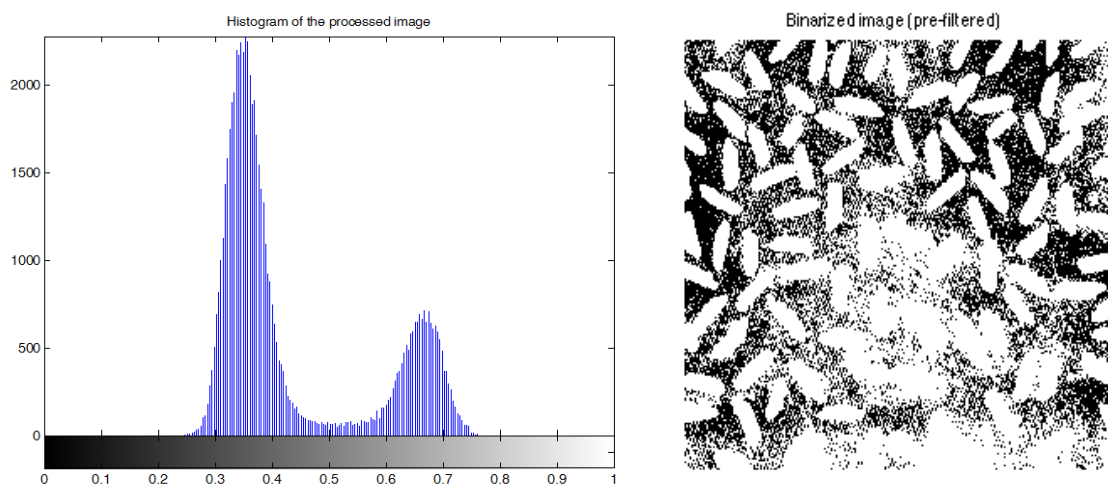 Histogram of the processed image
2000
1500
1000
500
0
0 0.1 0.2 0.3 0.4 0.5 0.6 0.7 0.8 0.9 1
Binarized image (pre-filtered)